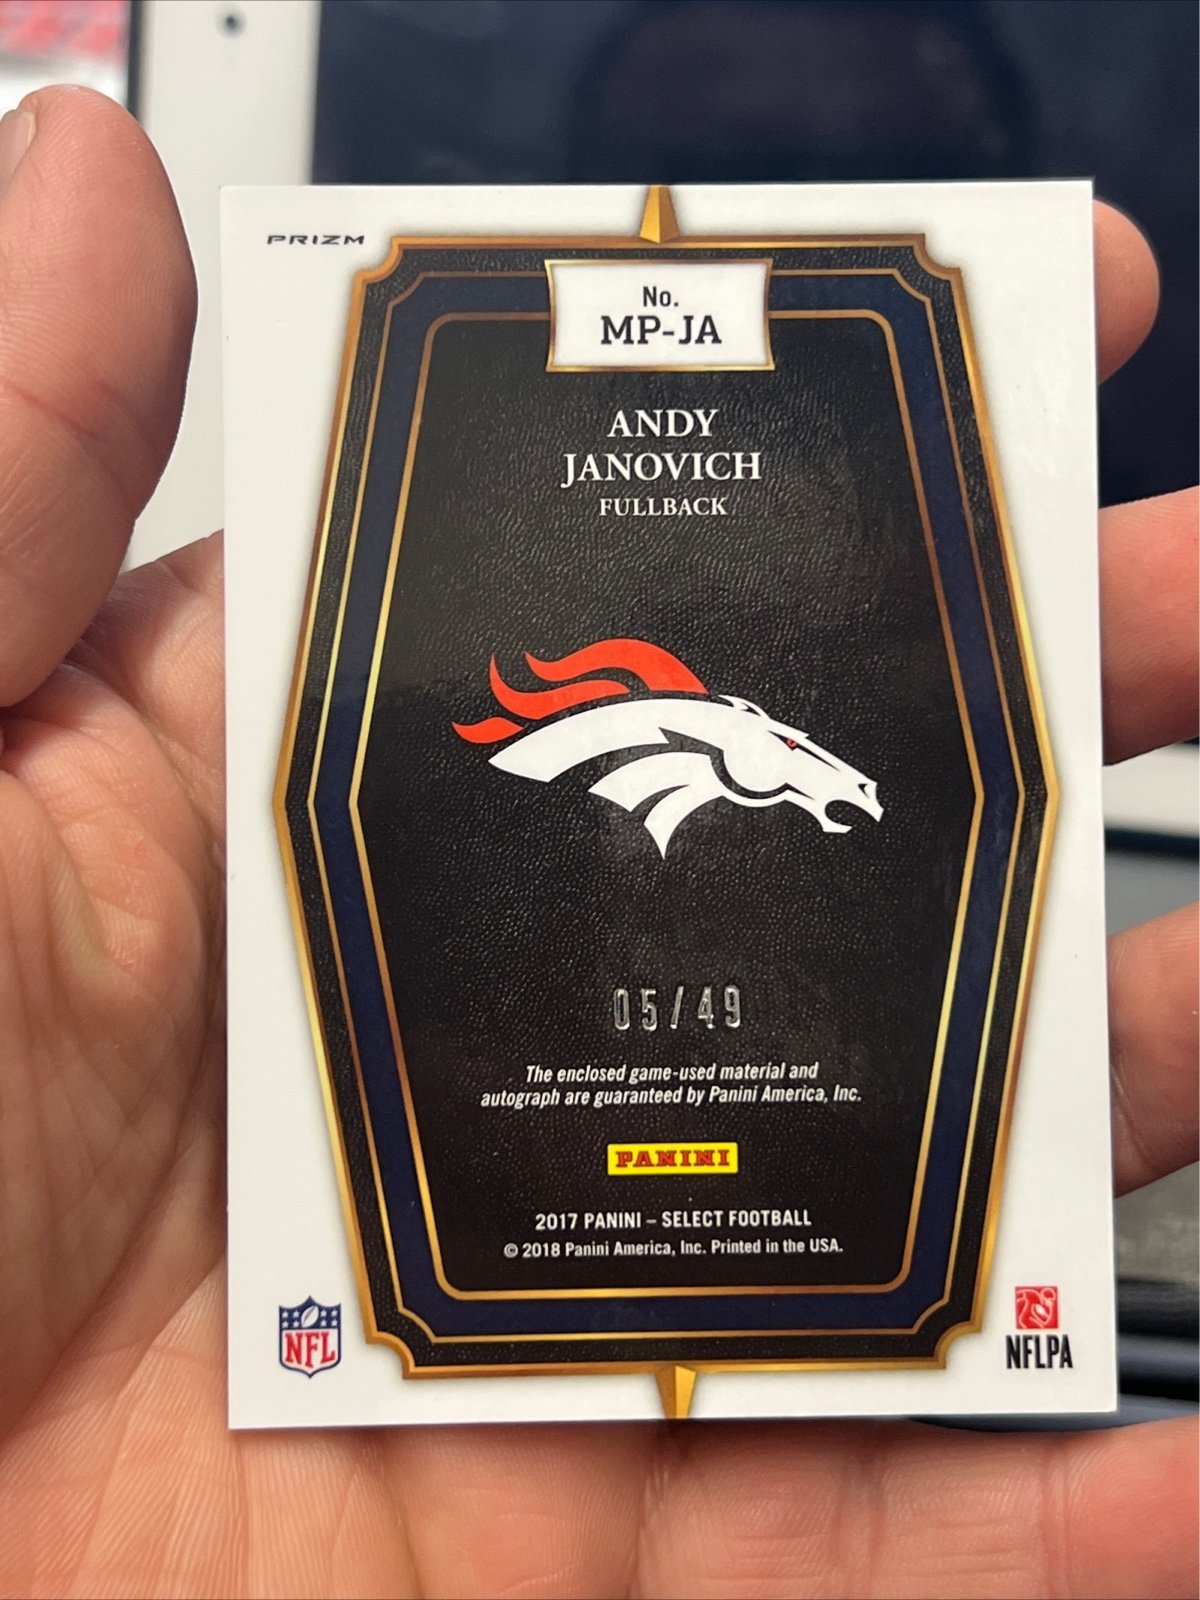 PRIZM
No.
MP-JA
ANDY
JANOVICH
FULLBACK
05/49
The enclosed game-used material and
autograph are guaranteed by Panini America, Inc.
PANINI
2017 PANINI – SELECT FOOTBALL
© 2018 Panini America, Inc. Printed in the USA.
NFL
NFLPA